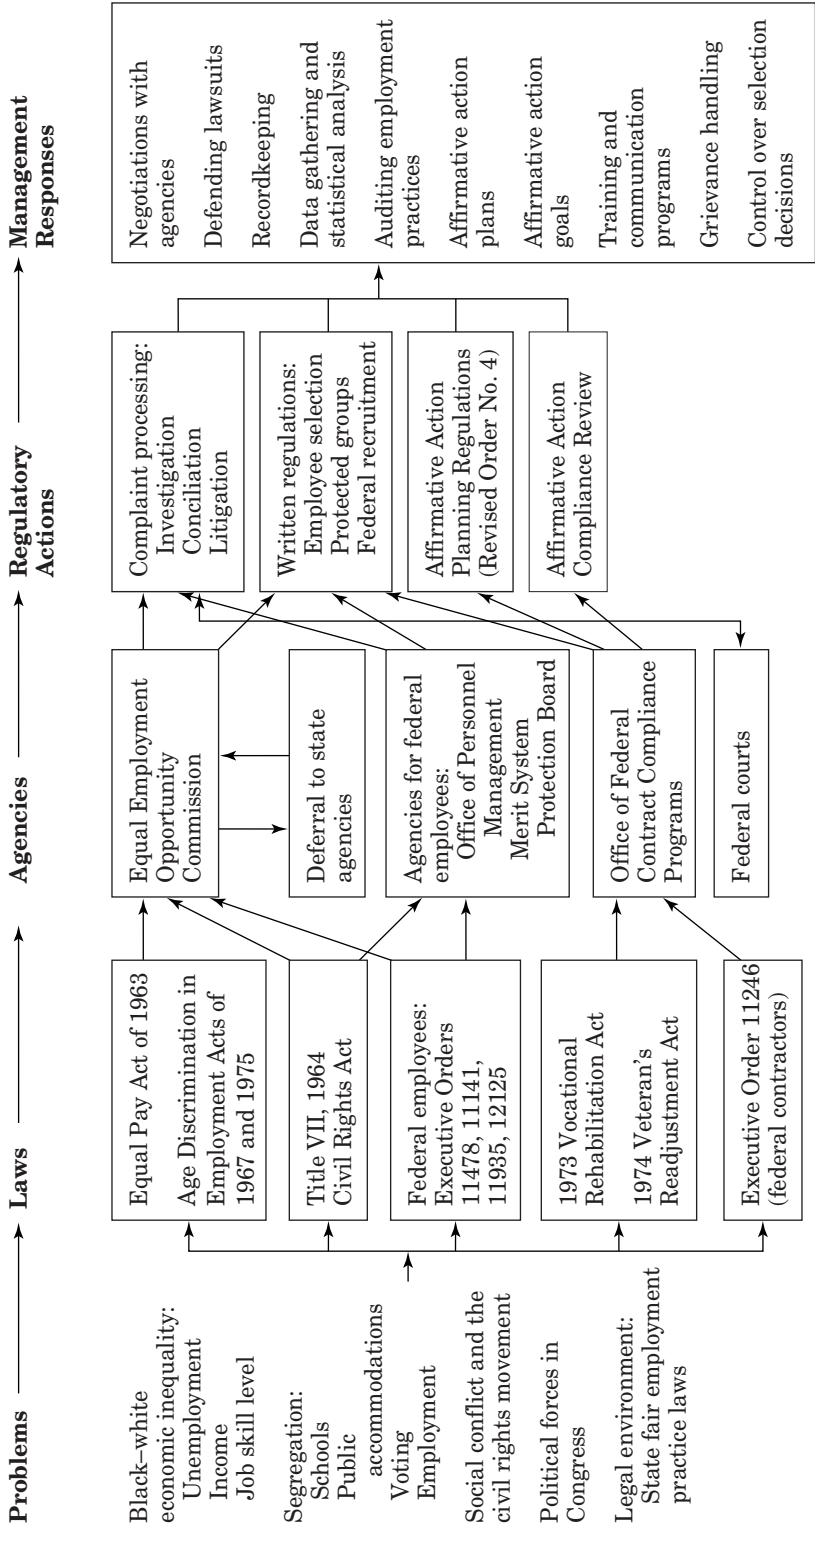 Problems
Laws
Agencies
Regulatory
Actions
Management
Responses
Black–white
economic inequality:
Unemployment
Income
Job skill level
Segregation:
Schools
Public
accommodations
Voting
Employment
Social conflict and the
civil rights movement
Political forces in
Congress
Legal environment:
State fair employment
practice laws
Equal Pay Act of 1963
Age Discrimination in
Employment Acts of
1967 and 1975
Title VII, 1964
Civil Rights Act
Federal employees:
Executive Orders
11478, 11141,
11935, 12125
1973 Vocational
Rehabilitation Act
1974 Veteran's
Readjustment Act
Executive Order 11246
(federal contractors)
Equal Employment
Opportunity
Commission
Deferral to state
agencies
Agencies for federal
employees:
Office of Personnel
Management
Merit System
Protection Board
Office of Federal
Contract Compliance
Programs
Federal courts
Complaint processing:
Investigation
Conciliation
Litigation
Written regulations:
Employee selection
Protected groups
Federal recruitment
Affirmative Action
Planning Regulations
(Revised Order No. 4)
Affirmative Action
Compliance Review
Negotiations with
agencies
Defending lawsuits
Recordkeeping
Data gathering and
statistical analysis
Auditing employment
practices
Affirmative action
plans
Affirmative action
goals
Training and
communication
programs
Grievance handling
Control over selection
decisions